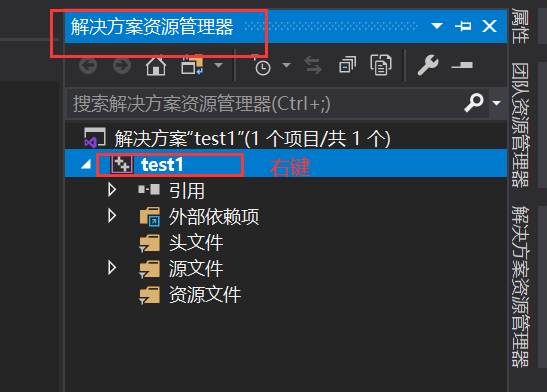 解决方案资源管理器
搜索解决方案资源管理器(Ctrl+;)
解决方案"test1"(1 个项目/共 1 个)
test1 右键
引用
外部依赖项
头文件
源文件
资源文件
属性
团队资源管理器
解决方案资源管理器